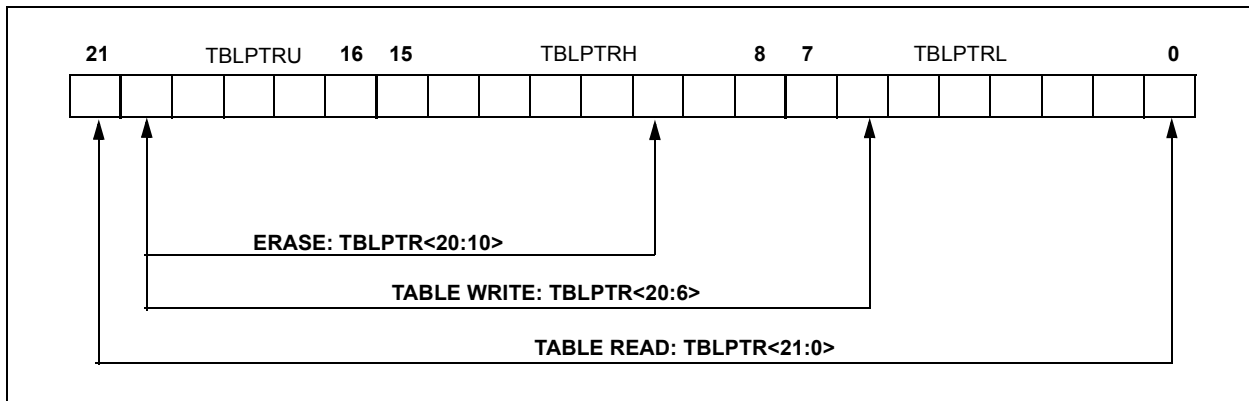 21 TBLPTRU 16 15 TBLPTRH 8 7 TBLPTRL 0
ERASE: TBLPTR<20:10>
TABLE WRITE: TBLPTR<20:6>
TABLE READ: TBLPTR<21:0>